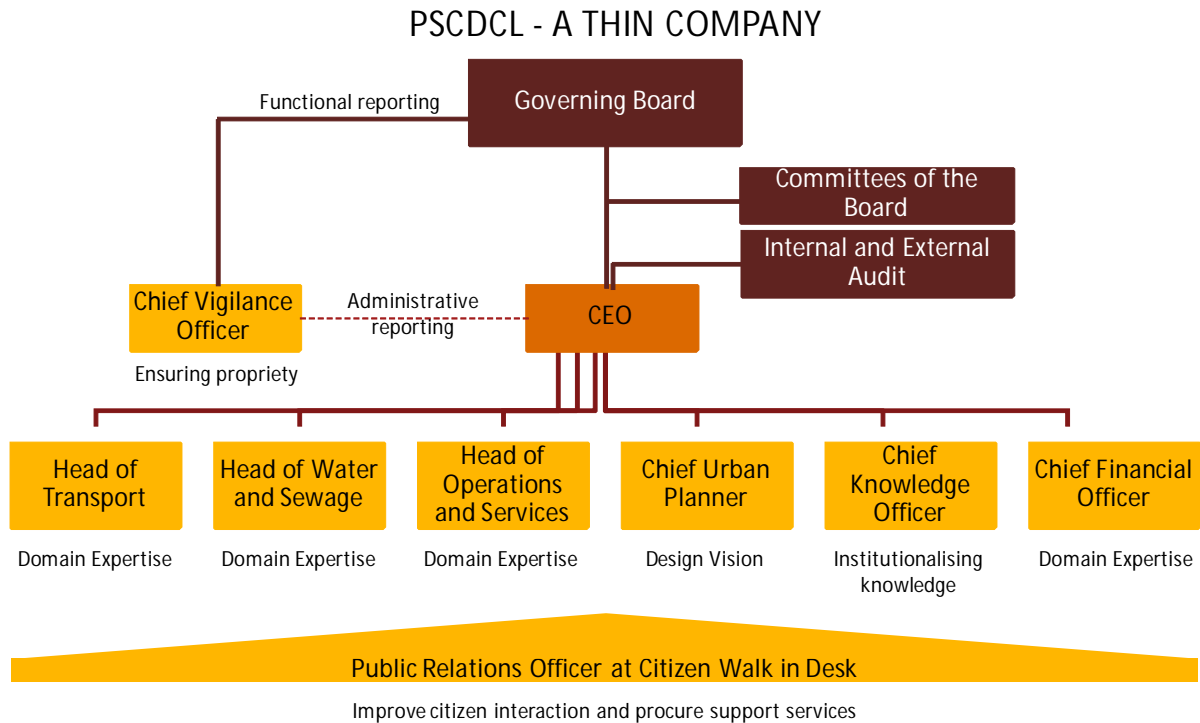 PSCDCL - A THIN COMPANY
Functional reporting
Governing Board
Committees of the
Board
Internal and External
Audit
Chief Vigilance
Officer
Administrative
reporting
CEO
Ensuring propriety
Head of
Transport
Head of Water
and Sewage
Head of
Operations
and Services
Chief Urban
Planner
Chief
Knowledge
Officer
Chief Financial
Officer
Domain Expertise
Domain Expertise
Domain Expertise
Design Vision
Institutionalising
knowledge
Domain Expertise
Public Relations Officer at Citizen Walk in Desk
Improve citizen interaction and procure support services